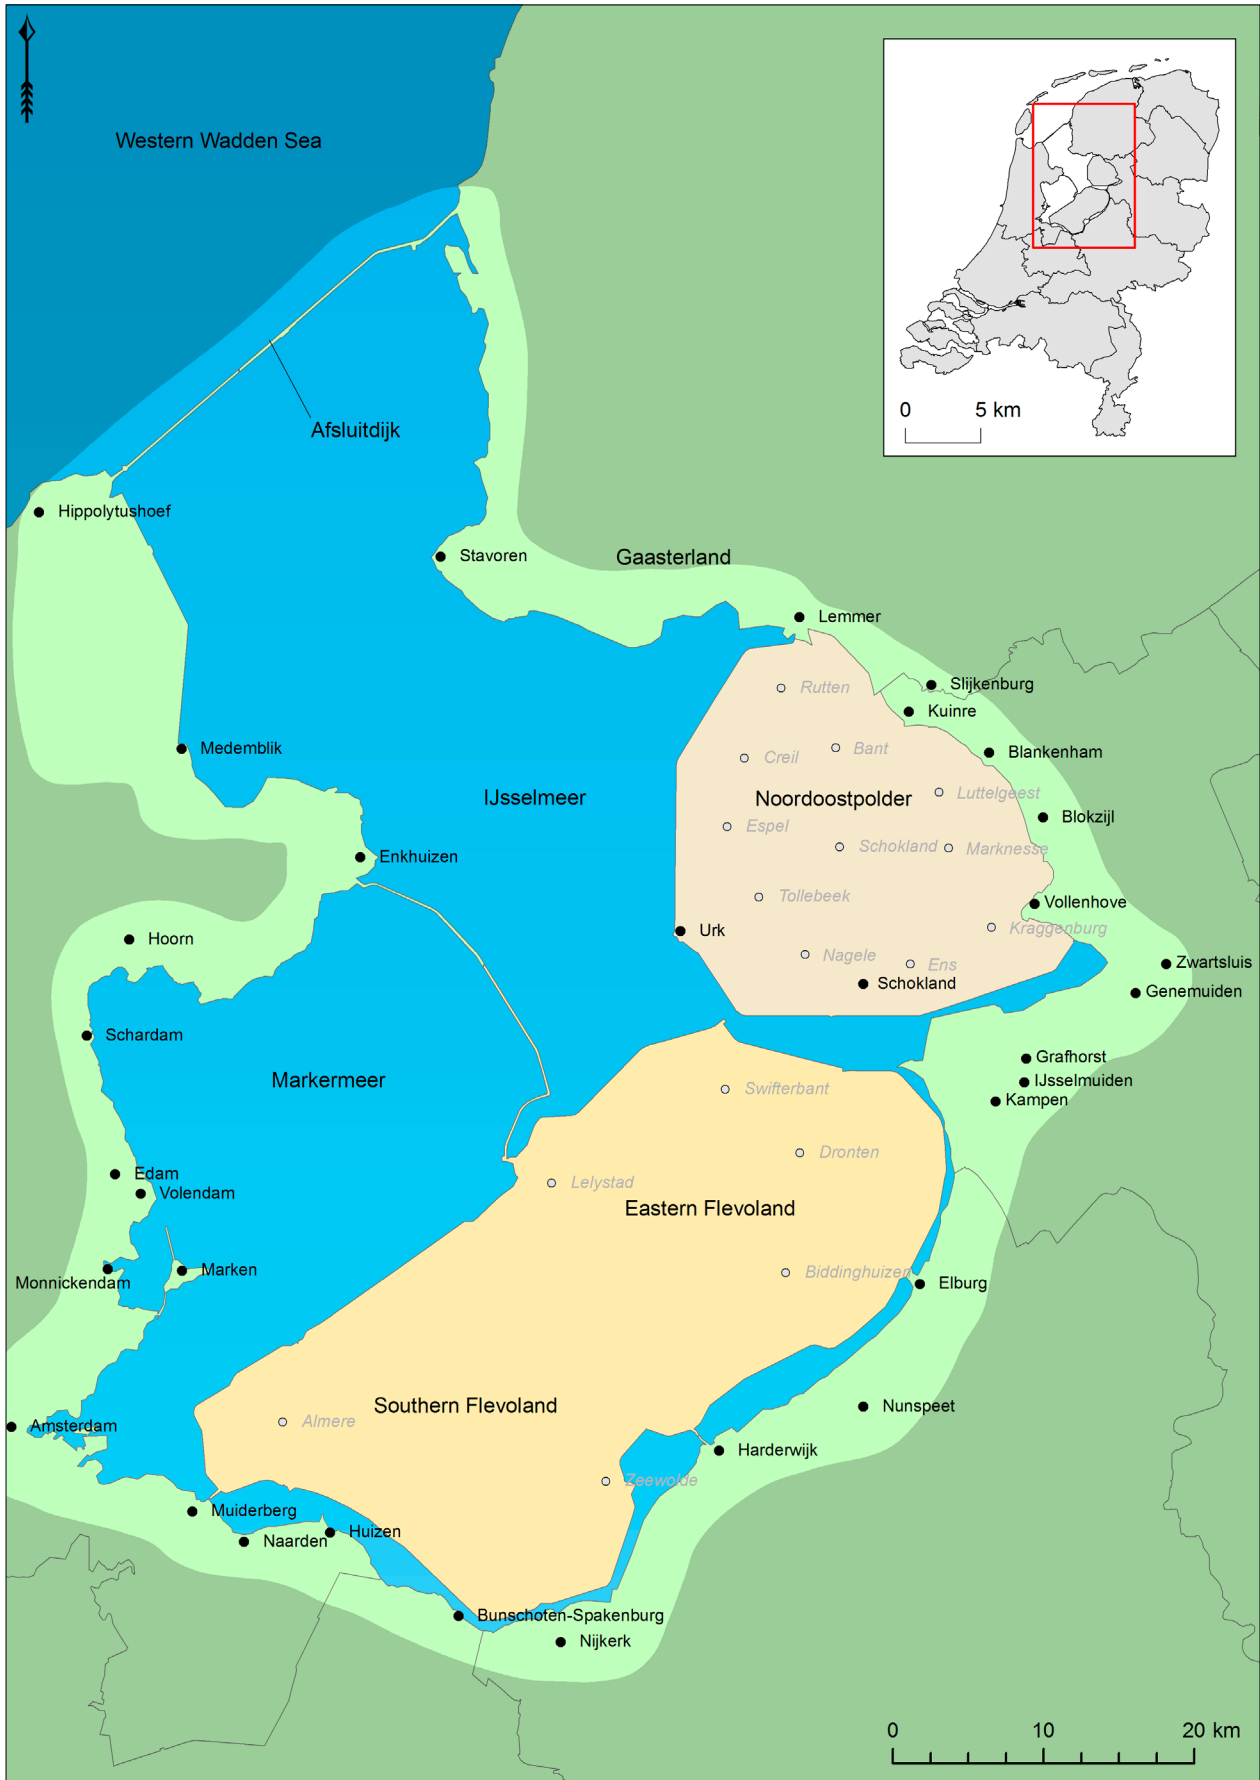 Western Wadden Sea
0 5 km
Afsluitdijk
Hippolytushoef
Stavoren
Gaasterland
Lemmer
Slijkenburg
Rutten
Kuinre
Medemblik
Bant
Blankenham
Creil
IJsselmeer
Noordoostpolder
Luttelgeest
Blokzijl
Espel
Schokland
Marknesse
Enkhuizen
Tollebeek
Vollenhove
Urk
Kraggenburg
Hoorn
Nagele
Ens
Zwartsluis
Schokland
Genemuiden
Schardam
Grafhorst
Markermeer
IJsselmuiden
Swifterbant
Kampen
Dronten
Edam
Lelystad
Volendam
Eastern Flevoland
Marken
Biddinghuizen
Monnickendam
Elburg
Southern Flevoland
Nunspeet
Almere
Amsterdam
Harderwijk
Zeewolde
Muiderberg
Huizen
Naarden
Bunschoten-Spakenburg
Nijkerk
0 10 20 km